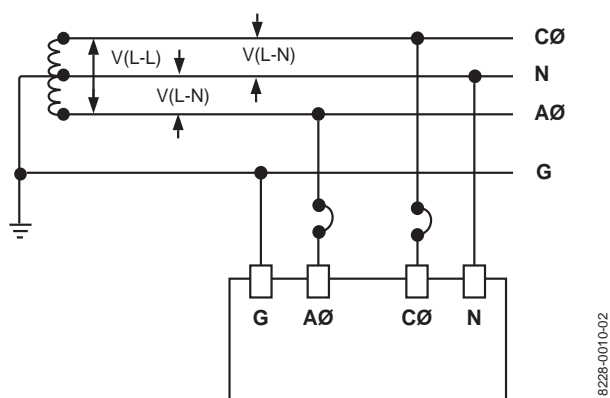 CØ
V(L-L)
V(L-N)
N
V(L-N)
AØ
G
G AØ CØ N
8228-0010-02